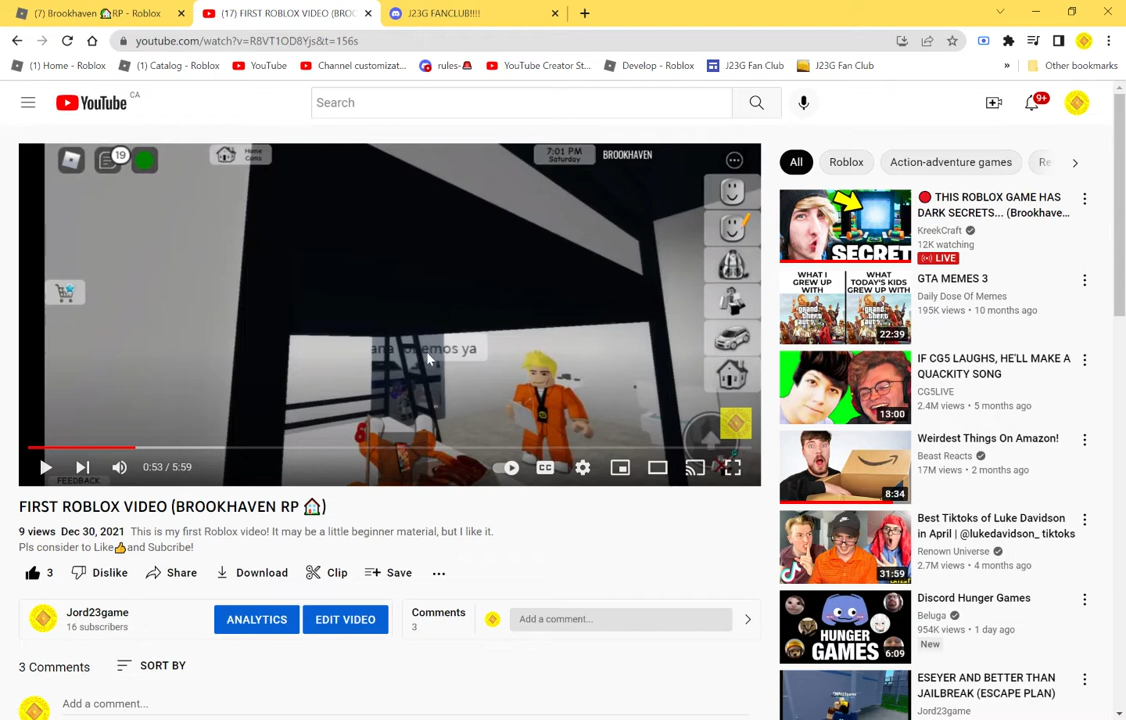 (7) Brookhaven 🏠RP - Roblox
(17) FIRST ROBLOX VIDEO (BROO
J23G FANCLUB!!!!
youtube.com/watch?v=R8VT1OD8Yjs&t=156s
(1) Home - Roblox
(1) Catalog - Roblox
YouTube
Channel customizat...
rules-🚨
YouTube Creator St...
Develop - Roblox
J23G Fan Club
J23G Fan Club
»
Other bookmarks
YouTube CA
Search
9+
19
Home Cams
7:01 PM
Saturday
BROOKHAVEN
ya
0:53 / 5:59
CC
FEEDBACK
FIRST ROBLOX VIDEO (BROOKHAVEN RP 🏠)
9 views Dec 30, 2021 This is my first Roblox video! It may be a little beginner material, but I like it.
Pls consider to Like👍and Subcribe!
3 Dislike Share Download Clip Save ...
Jord23game
16 subscribers
ANALYTICS
EDIT VIDEO
Comments
3
Add a comment...
3 Comments
SORT BY
Add a comment...
All
Roblox
Action-adventure games
Re
SECRET
🔴 THIS ROBLOX GAME HAS
DARK SECRETS... (Brookhave...
KreekCraft
12K watching
LIVE
WHAT I GREW UP WITH
WHAT TODAY'S KIDS GREW UP WITH
22:39
GTA MEMES 3
Daily Dose Of Memes
195K views • 10 months ago
13:00
IF CG5 LAUGHS, HE'LL MAKE A
QUACKITY SONG
CG5LIVE
2.4M views • 5 months ago
8:34
Weirdest Things On Amazon!
Beast Reacts
17M views • 2 months ago
31:59
Best Tiktoks of Luke Davidson
in April | @lukedavidson_ tiktoks
Renown Universe
2.7M views • 4 months ago
HUNGER
GAMES
6:09
Discord Hunger Games
Beluga
954K views • 1 day ago
New
ESEYER AND BETTER THAN
JAILBREAK (ESCAPE PLAN)
Jord23game